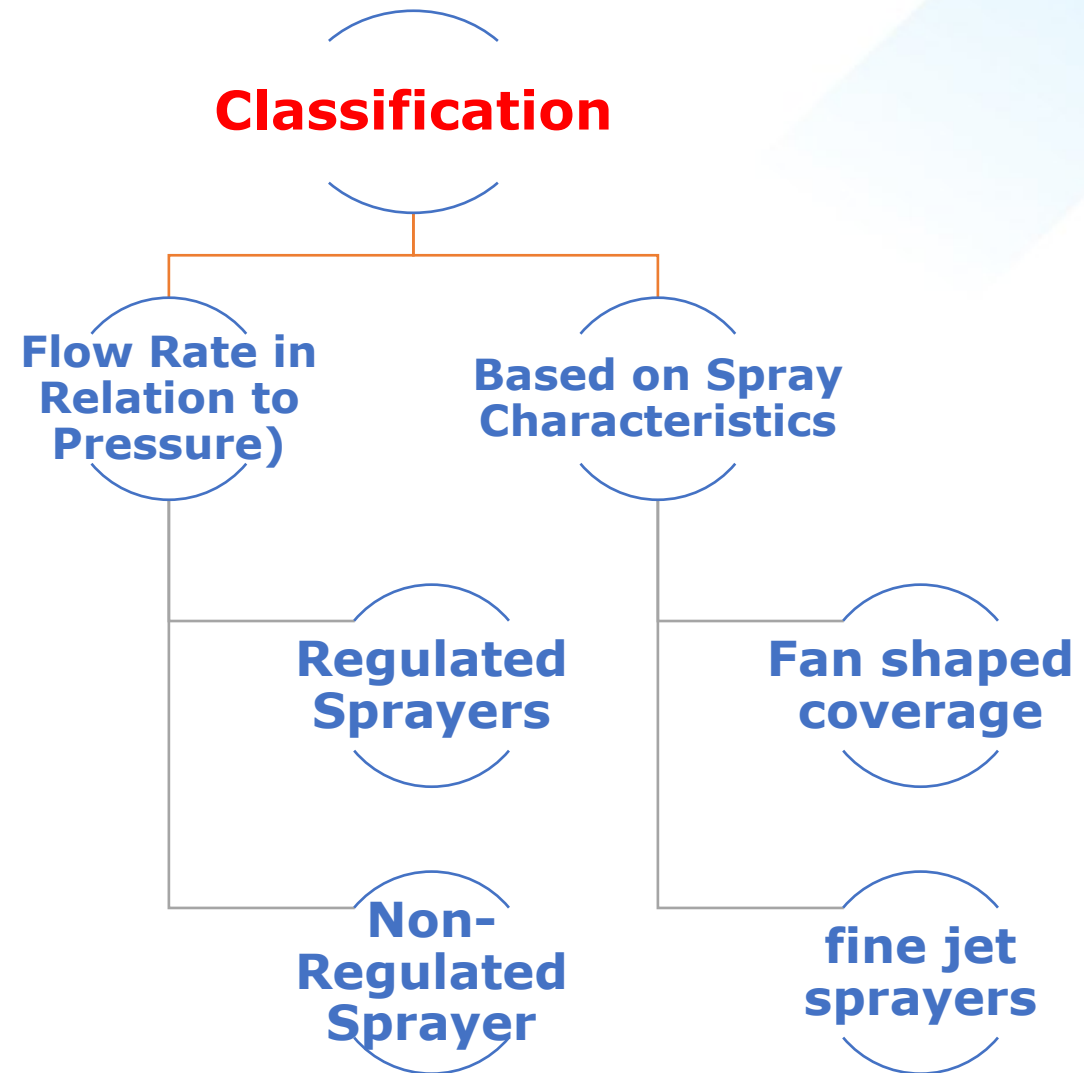 Classification
Flow Rate in
Relation to
Pressure)
Based on Spray
Characteristics
Regulated
Sprayers
Non-
Regulated
Sprayer
Fan shaped
coverage
fine jet
sprayers